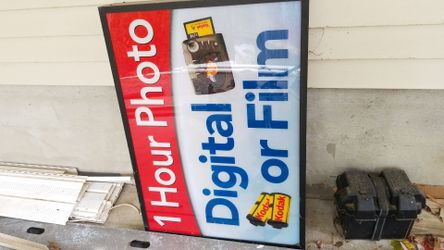 1 Hour Photo
Digital
or Film
Kodak
Kodak